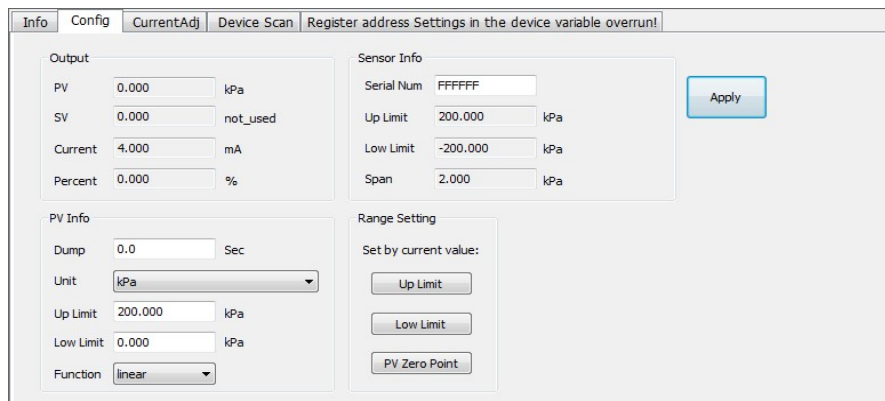 Info Config CurrentAdj Device Scan Register address Settings in the device variable overrun!
Output
PV 0.000 kPa
SV 0.000 not_used
Current 4.000 mA
Percent 0.000 %
Sensor Info
Serial Num FFFFFF
Up Limit 200.000 kPa
Low Limit -200.000 kPa
Span 2.000 kPa
Apply
PV Info
Dump 0.0 Sec
Unit kPa
Up Limit 200.000 kPa
Low Limit 0.000 kPa
Function linear
Range Setting
Set by current value:
Up Limit
Low Limit
PV Zero Point